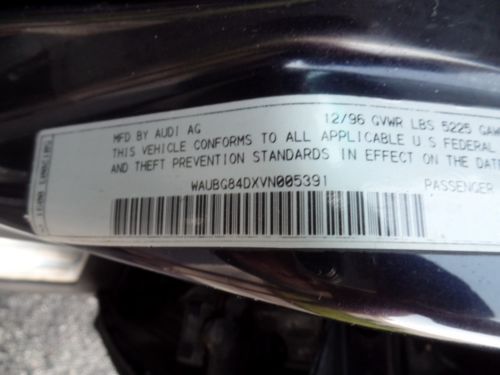 MFD BY AUDI AG 12/96 GVWR LBS 5225
THIS VEHICLE CONFORMS TO ALL APPLICABLE U S FEDERAL
AND THEFT PREVENTION STANDARDS IN EFFECT ON THE
WAUBG84DXVN005391 PASSENGER